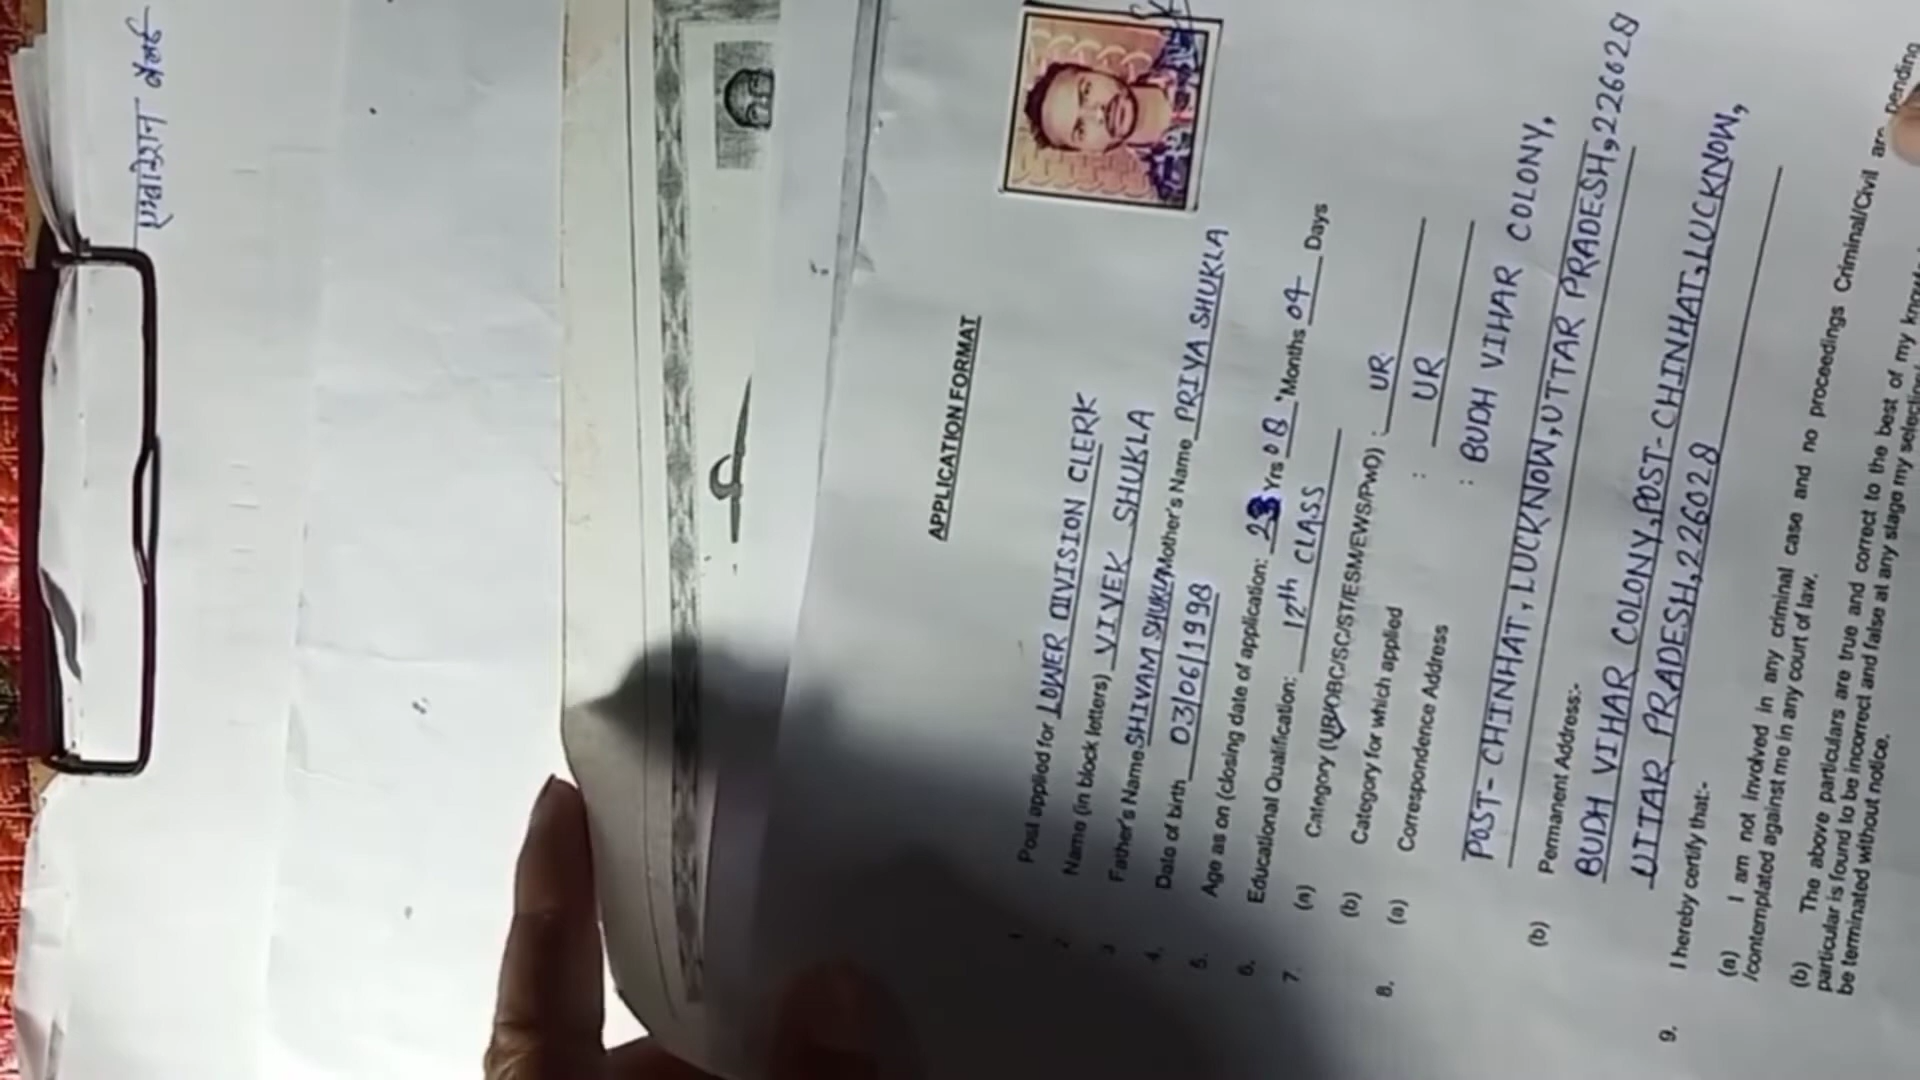 APPLICATION FORMAT
1. Post applied for LOWER DIVISION CLERK
2. Name (in block letters) VIVEK SHUKLA
3. Father's Name SHIVAM SHUKLA Mother's Name PRIYA SHUKLA
4. Date of birth 03/06/1998
5. Age as on (closing date of application: 23 Yrs 08 Months 04 Days
6. Educational Qualification: 12th CLASS
7. (a) Category (UR/OBC/SC/ST/ESM/EWS/PwD) : UR
(b) Category for which applied : UR
8. (a) Correspondence Address : BUDH VIHAR COLONY,
POST- CHINHAT, LUCKNOW, UTTAR PRADESH, 226028
(b) Permanent Address:-
BUDH VIHAR COLONY, POST- CHINHAT, LUCKNOW,
UTTAR PRADESH, 226028
9. I hereby certify that:-
(a) I am not involved in any criminal case and no proceedings Criminal/Civil are pending
/contemplated against me in any court of law.
(b) The above particulars are true and correct to the best of my
particular is found to be incorrect and false at any stage my
be terminated without notice.